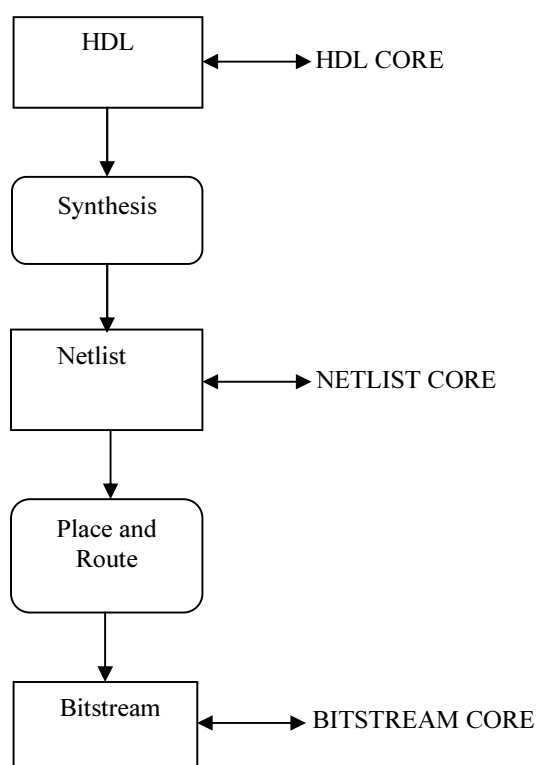 HDL
HDL CORE
Synthesis
Netlist
NETLIST CORE
Place and
Route
Bitstream
BITSTREAM CORE